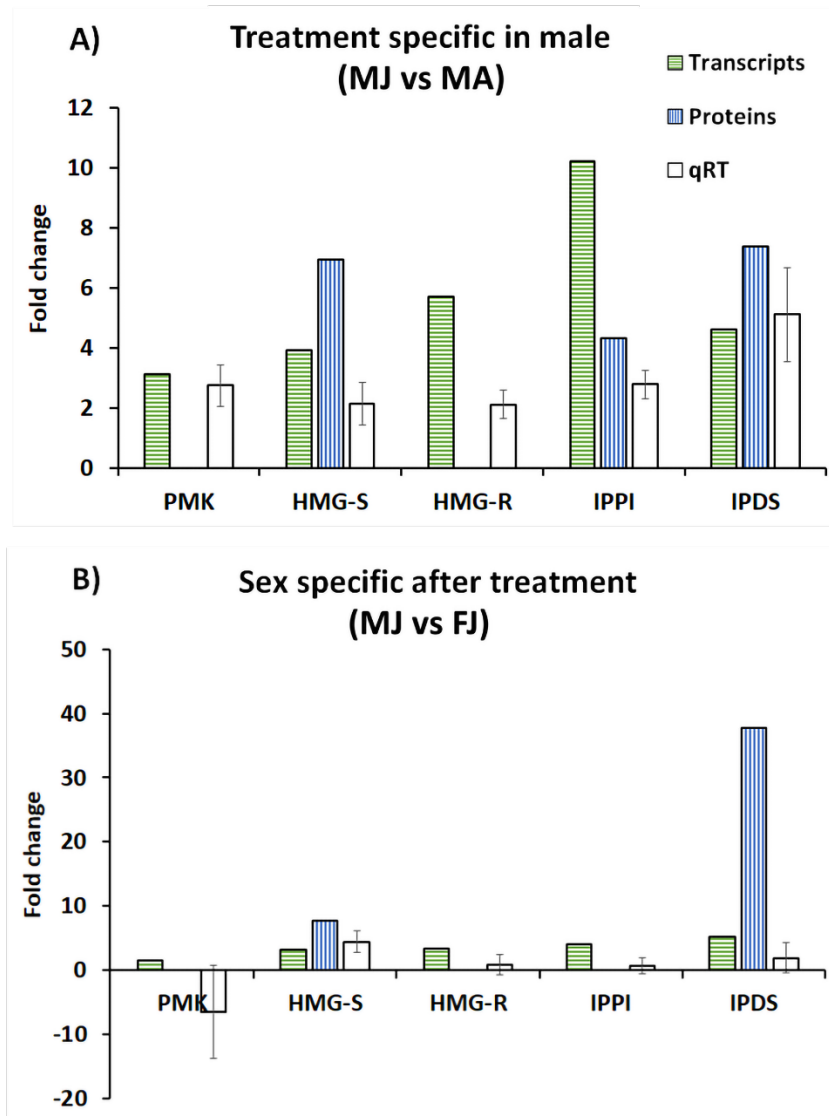 A)
Treatment specific in male
(MJ vs MA)
Transcripts
Proteins
qRT
Fold change
12
10
8
6
4
2
0
PMK HMG-S HMG-R IPPI IPDS
B)
Sex specific after treatment
(MJ vs FJ)
Fold change
50
40
30
20
10
0
-10
-20
PMK HMG-S HMG-R IPPI IPDS